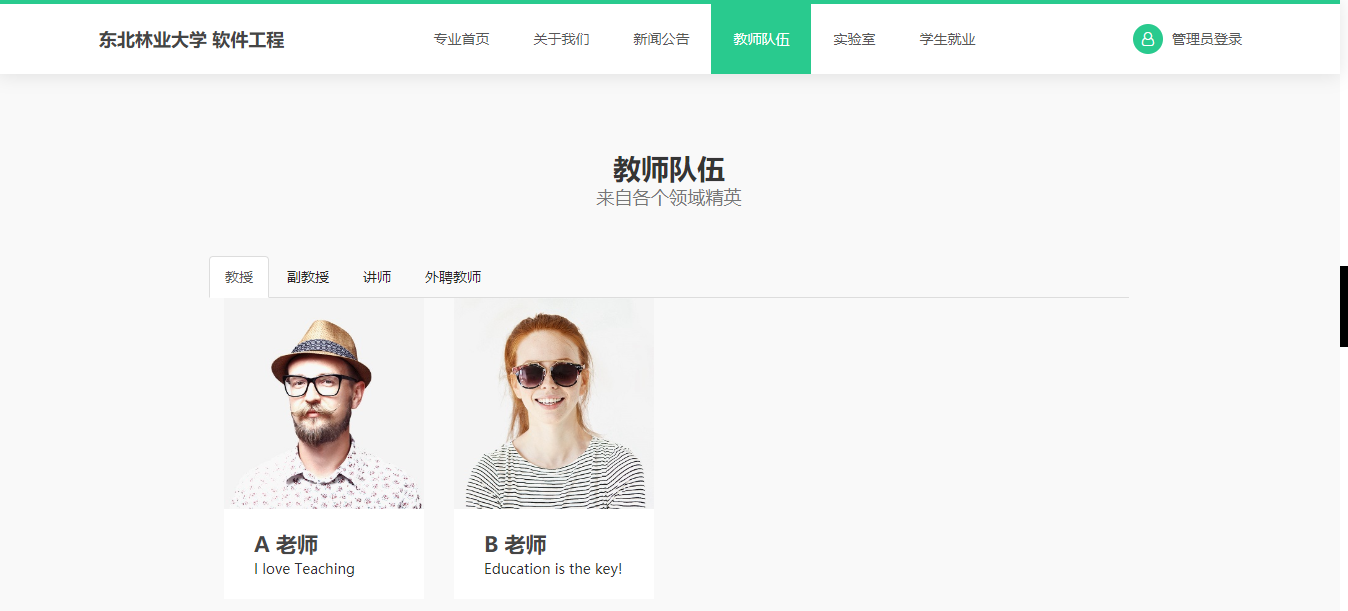 东北林业大学 软件工程
专业首页 关于我们 新闻公告 教师队伍 实验室 学生就业
管理员登录
教师队伍
来自各个领域精英
教授 副教授 讲师 外聘教师
A 老师
I love Teaching
B 老师
Education is the key!